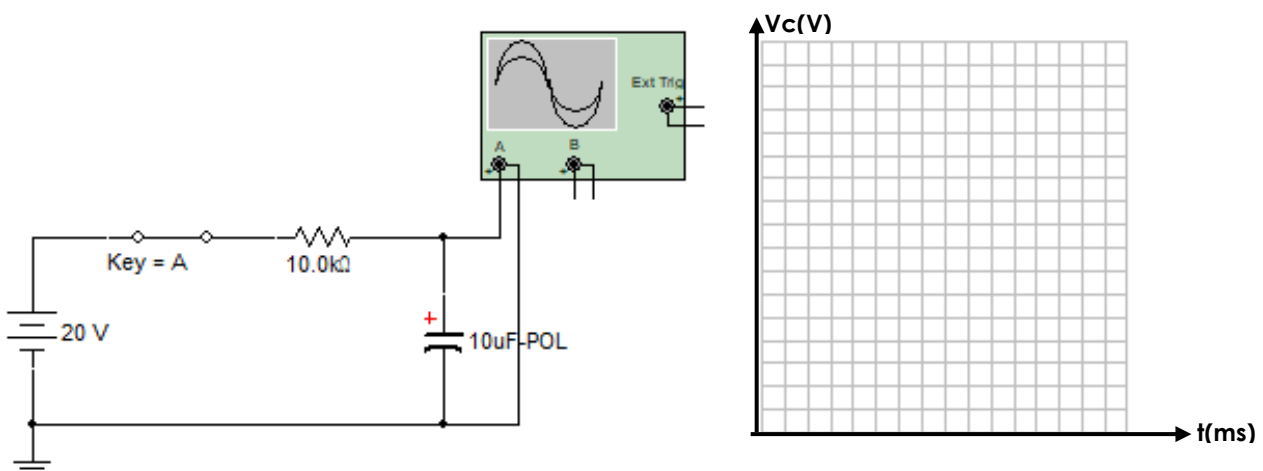 Vc(V)
Ext Trig
+
A
B
+
+
Key = A
10.0kΩ
+
20 V
10uF-POL
t(ms)